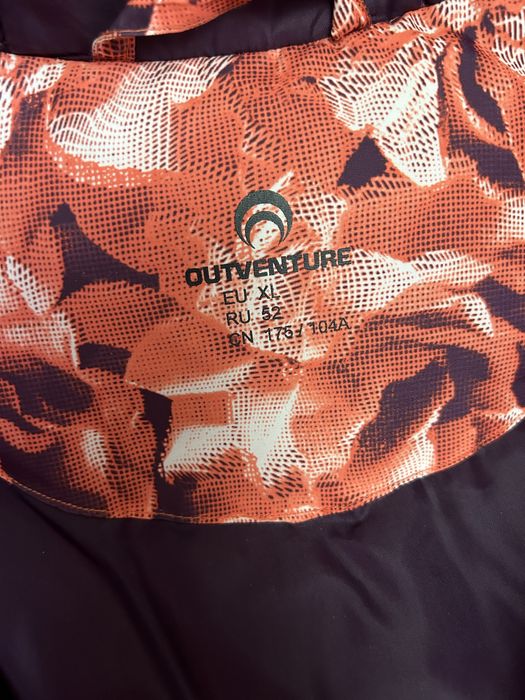 OUTVENTURE
EU XL
RU 52
CN 175 / 104A